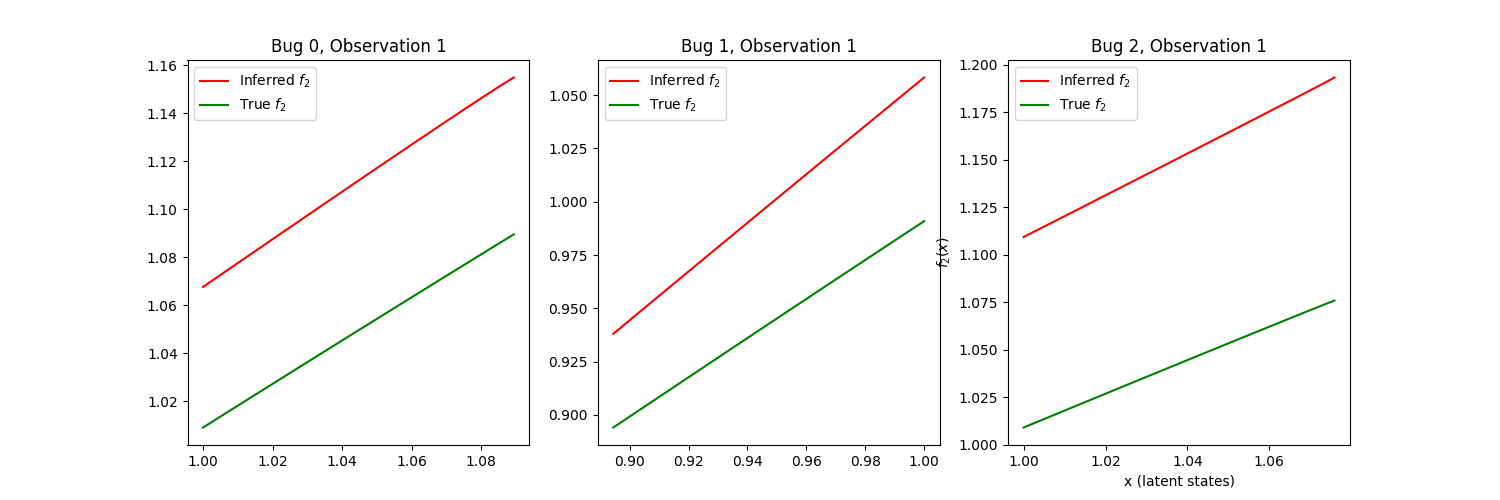 Bug 0, Observation 1
Inferred f₂
True f₂
1.16
1.14
1.12
1.10
1.08
1.06
1.04
1.02
1.00 1.02 1.04 1.06 1.08
Bug 1, Observation 1
Inferred f₂
True f₂
1.050
1.025
1.000
0.975
0.950
0.925
0.900
0.90 0.92 0.94 0.96 0.98 1.00
Bug 2, Observation 1
Inferred f₂
True f₂
f₂(x)
1.200
1.175
1.150
1.125
1.100
1.075
1.050
1.025
1.000
1.00 1.02 1.04 1.06
x (latent states)